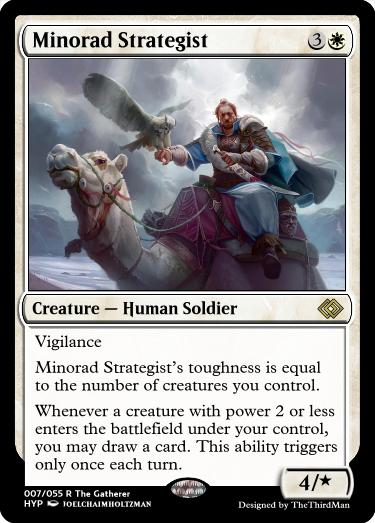 Minorad Strategist 3
Creature — Human Soldier
Vigilance
Minorad Strategist's toughness is equal
to the number of creatures you control.
Whenever a creature with power 2 or less
enters the battlefield under your control,
you may draw a card. This ability triggers
only once each turn.
4/★
007/055 R The Gatherer
HYP JOELCHAIMHOLTZMAN
Designed by TheThirdMan